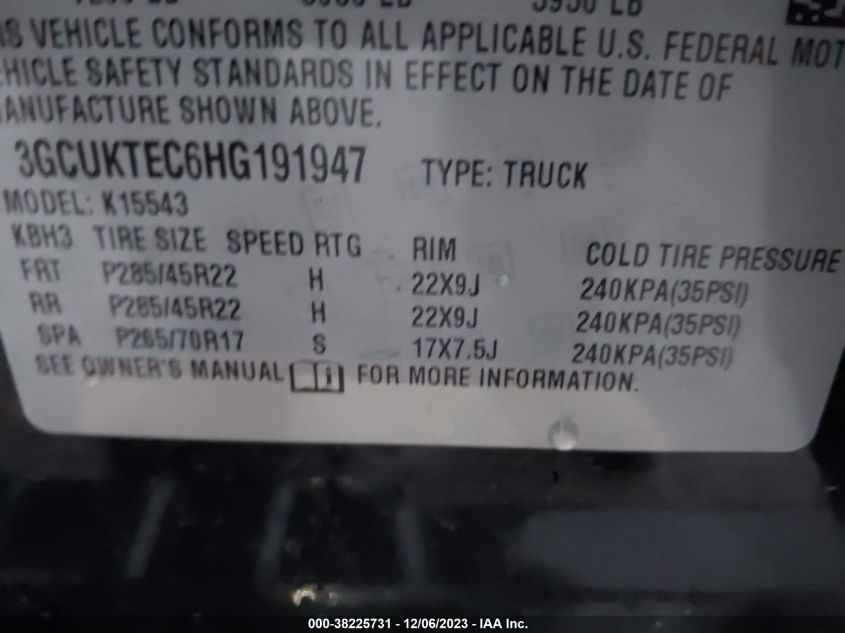 5950 LB
VEHICLE CONFORMS TO ALL APPLICABLE U.S. FEDERAL MOT
EHICLE SAFETY STANDARDS IN EFFECT ON THE DATE OF
ANUFACTURE SHOWN ABOVE.
3GCUKTEC6HG191947 TYPE: TRUCK
MODEL: K15543
KBH3 TIRE SIZE SPEED RTG RIM COLD TIRE PRESSURE
FRT P285/45R22 H 22X9J 240KPA(35PSI)
RR P285/45R22 H 22X9J 240KPA(35PSI)
SPA P265/70R17 S 17X7.5J 240KPA(35PSI)
SEE OWNER'S MANUAL i FOR MORE INFORMATION.
000-38225731 - 12/06/2023 - IAA Inc.